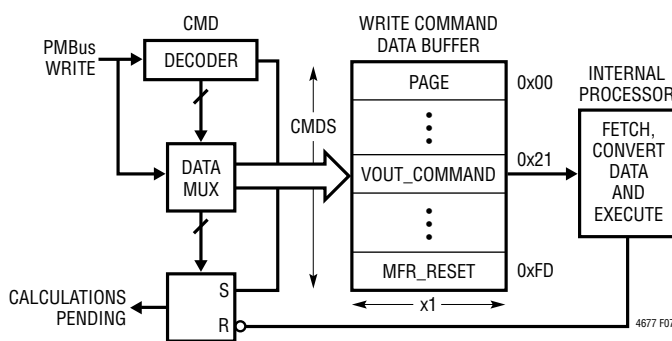 CMD
WRITE COMMAND
DATA BUFFER
PMBus
WRITE
DECODER
PAGE
0x00
INTERNAL
PROCESSOR
CMDS
FETCH,
CONVERT
DATA
AND
EXECUTE
DATA
MUX
VOUT_COMMAND
0x21
MFR_RESET
0xFD
S
CALCULATIONS
PENDING
R
x1
4677 F07